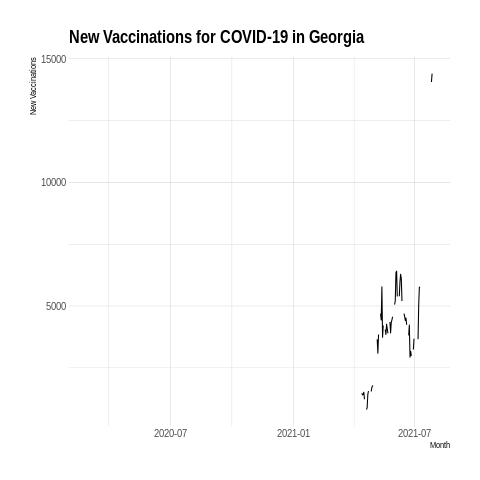 New Vaccinations for COVID-19 in Georgia
New Vaccinations
15000
10000
5000
2020-07
2021-01
2021-07
Month